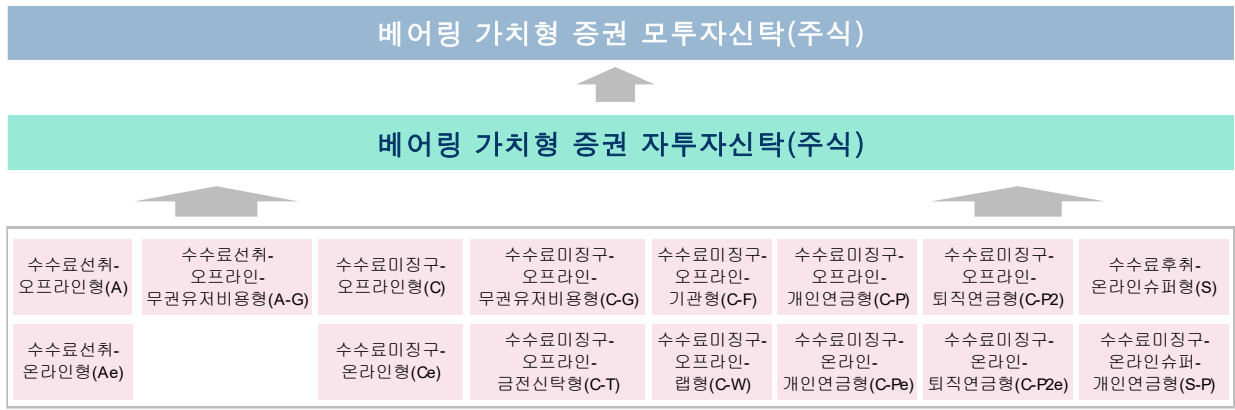 베어링 가치형 증권 모투자신탁(주식)
베어링 가치형 증권 자투자신탁(주식)
수수료선취-
오프라인형(A)
수수료선취-
오프라인-
무권유저비용형(A-G)
수수료미징구-
오프라인형(C)
수수료미징구-
오프라인-
무권유저비용형(C-G)
수수료미징구-
오프라인-
기관형(C-F)
수수료미징구-
오프라인-
개인연금형(C-P)
수수료미징구-
오프라인-
퇴직연금형(C-P2)
수수료후취-
온라인슈퍼형(S)
수수료선취-
온라인형(Ae)
수수료미징구-
온라인형(Ce)
수수료미징구-
오프라인-
금전신탁형(C-T)
수수료미징구-
오프라인-
랩형(C-W)
수수료미징구-
온라인-
개인연금형(C-Pe)
수수료미징구-
온라인-
퇴직연금형(C-P2e)
수수료미징구-
온라인슈퍼-
개인연금형(S-P)